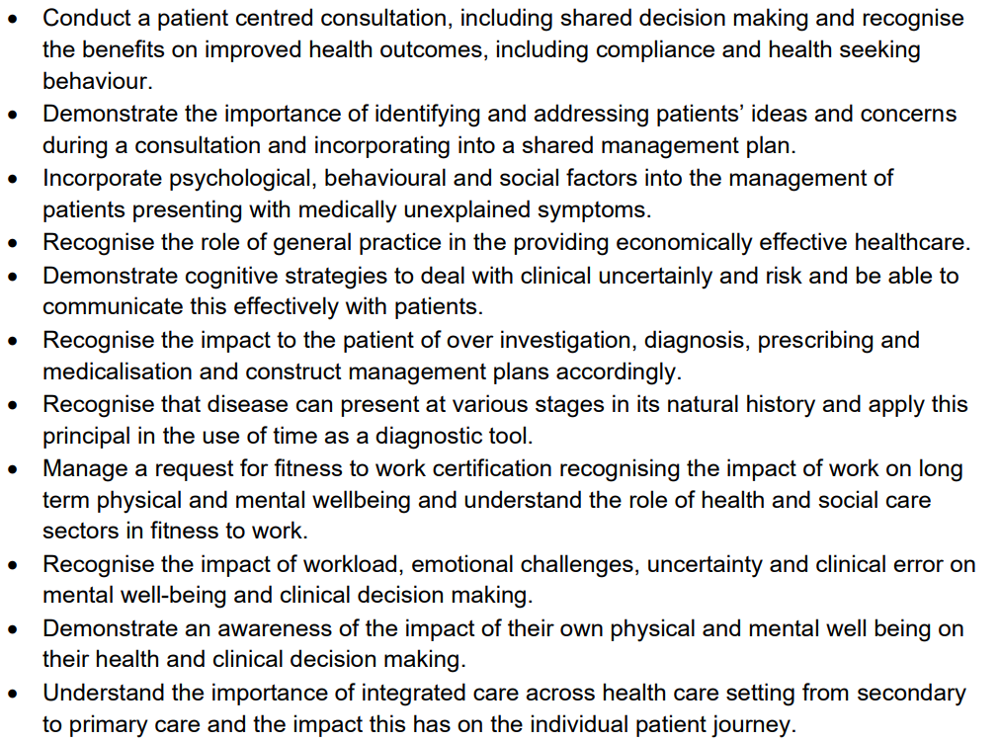 • Conduct a patient centred consultation, including shared decision making and recognise
the benefits on improved health outcomes, including compliance and health seeking
behaviour.
• Demonstrate the importance of identifying and addressing patients’ ideas and concerns
during a consultation and incorporating into a shared management plan.
• Incorporate psychological, behavioural and social factors into the management of
patients presenting with medically unexplained symptoms.
• Recognise the role of general practice in the providing economically effective healthcare.
• Demonstrate cognitive strategies to deal with clinical uncertainly and risk and be able to
communicate this effectively with patients.
• Recognise the impact to the patient of over investigation, diagnosis, prescribing and
medicalisation and construct management plans accordingly.
• Recognise that disease can present at various stages in its natural history and apply this
principal in the use of time as a diagnostic tool.
• Manage a request for fitness to work certification recognising the impact of work on long
term physical and mental wellbeing and understand the role of health and social care
sectors in fitness to work.
• Recognise the impact of workload, emotional challenges, uncertainty and clinical error on
mental well-being and clinical decision making.
• Demonstrate an awareness of the impact of their own physical and mental well being on
their health and clinical decision making.
• Understand the importance of integrated care across health care setting from secondary
to primary care and the impact this has on the individual patient journey.